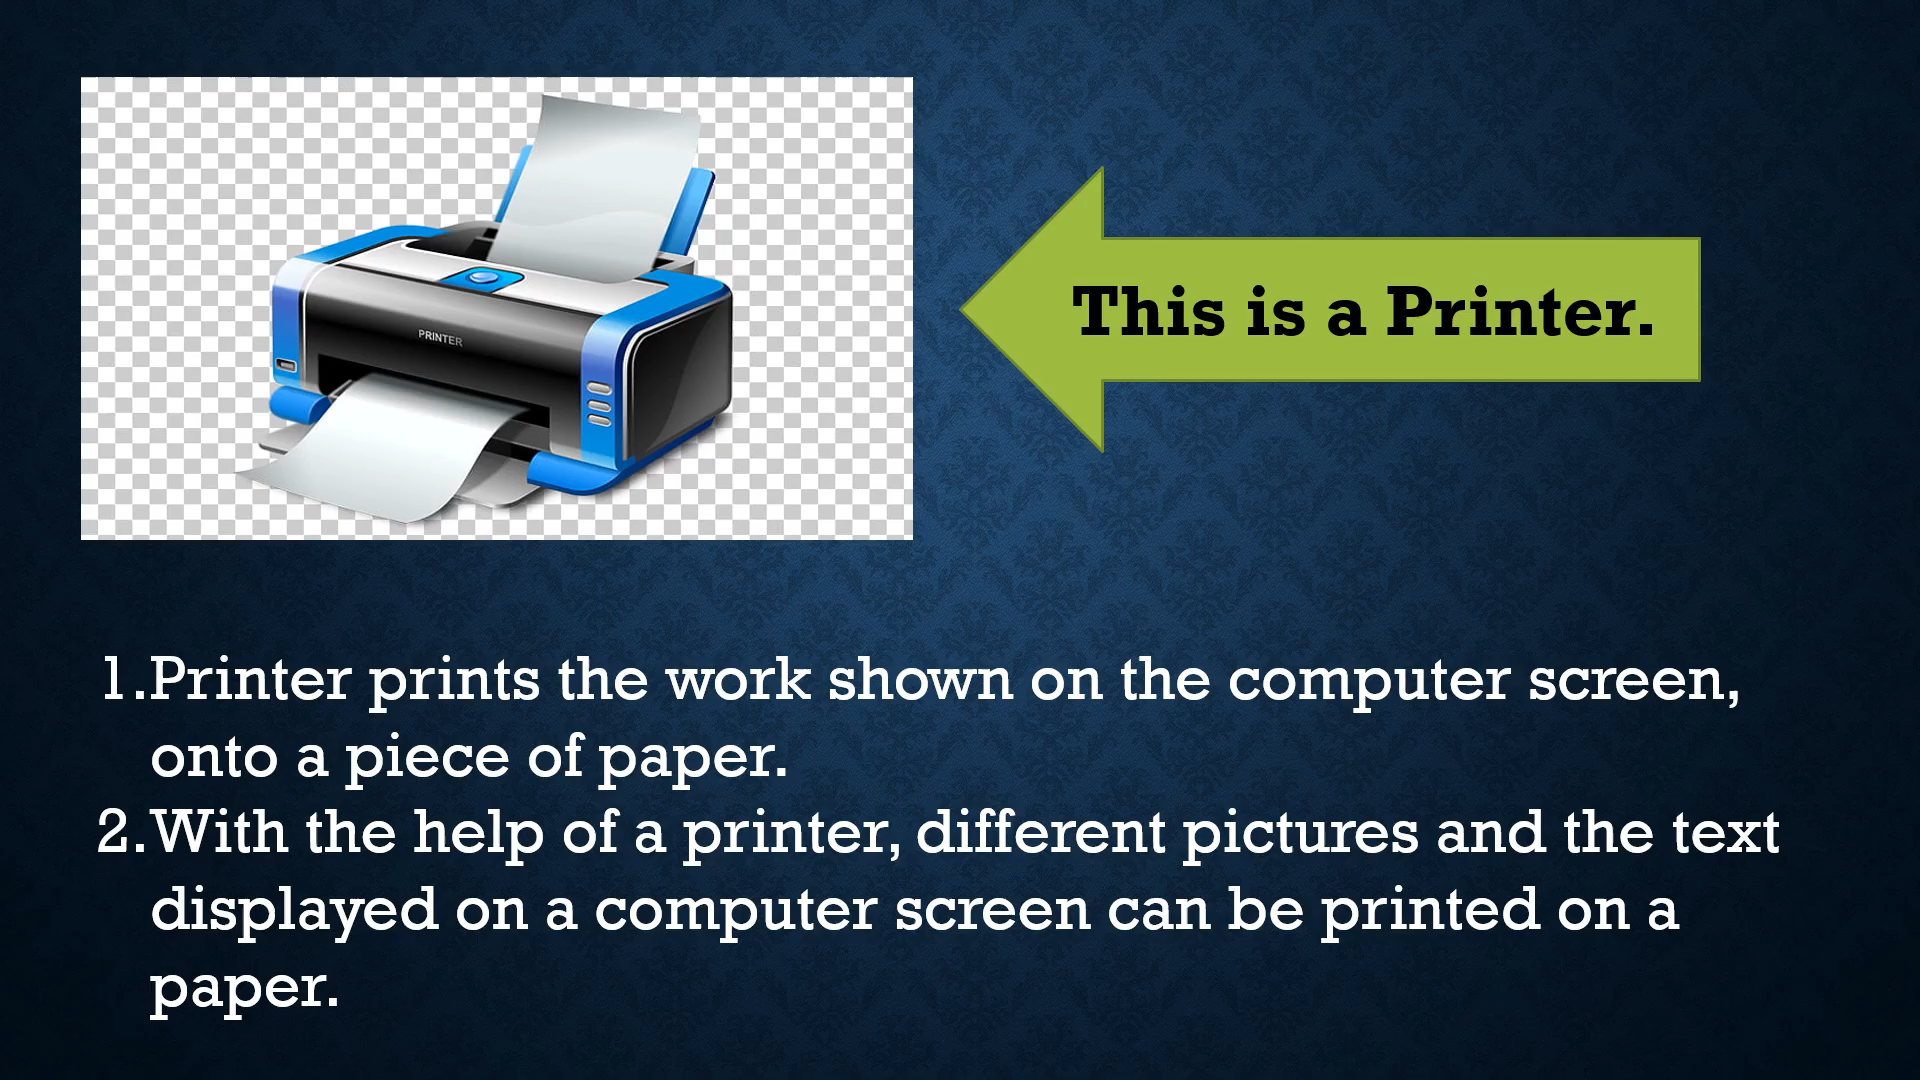 PRINTER
This is a Printer.
1.Printer prints the work shown on the computer screen,
onto a piece of paper.
2.With the help of a printer, different pictures and the text
displayed on a computer screen can be printed on a
paper.